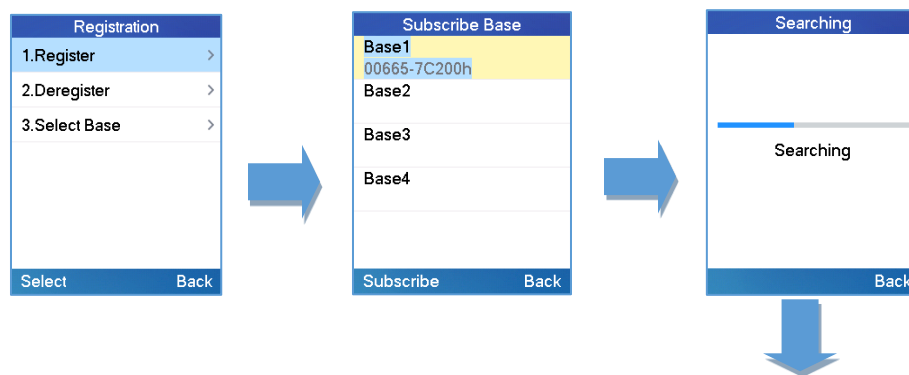 Registration
1.Register
2.Deregister
3.Select Base
Select Back
Subscribe Base
Base1
00665-7C200h
Base2
Base3
Base4
Subscribe Back
Searching
Searching
Back